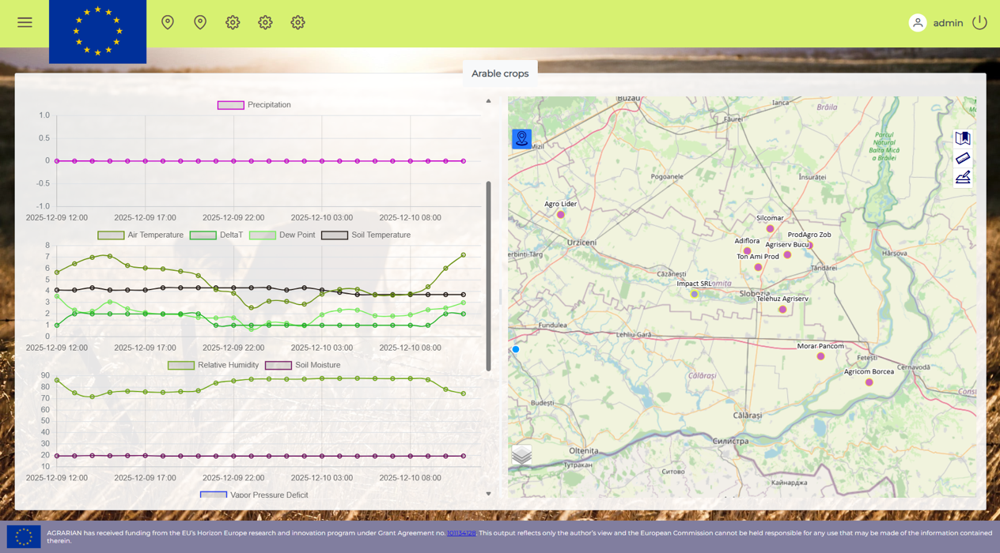 admin
Arable crops
Precipitation
1.0
0.5
0
-0.5
-1.0
2025-12-09 12:00 2025-12-09 17:00 2025-12-09 22:00 2025-12-10 03:00 2025-12-10 08:00
Air Temperature DeltaT Dew Point Soil Temperature
8
7
6
5
4
3
2
1
0
2025-12-09 12:00 2025-12-09 17:00 2025-12-09 22:00 2025-12-10 03:00 2025-12-10 08:00
Relative Humidity Soil Moisture
90
80
70
60
50
40
30
20
10
2025-12-09 12:00 2025-12-09 17:00 2025-12-09 22:00 2025-12-10 03:00 2025-12-10 08:00
Vapor Pressure Deficit
Buzău
Ianca
Brăila
Făurei
Mizil
Parcul
Natural
Balta Mică
a Brăilei
Pogoanele
Însurăței
Agro Lider
Silcomar
ProdAgro Zob
Urziceni
Adiflora
Agriserv Bucu
Hârșova
Ton Ami Prod
Țăndărei
Căzănești
Impact SRL
Slobozia
Telehuz Agriserv
Fundulea
Lehliu-Gară
Morar Pancom
Fetești
Cernavodă
Agricom Borcea
Călărași
Budești
Călărași
Силистра
Oltenița
Тутракан
Ситово
Кайнарджа
AGRARIAN has received funding from the EU's Horizon Europe research and innovation program under Grant Agreement no. 101134128. This output reflects only the author's view and the European Commission cannot be held responsible for any use that may be made of the information contained
therein.